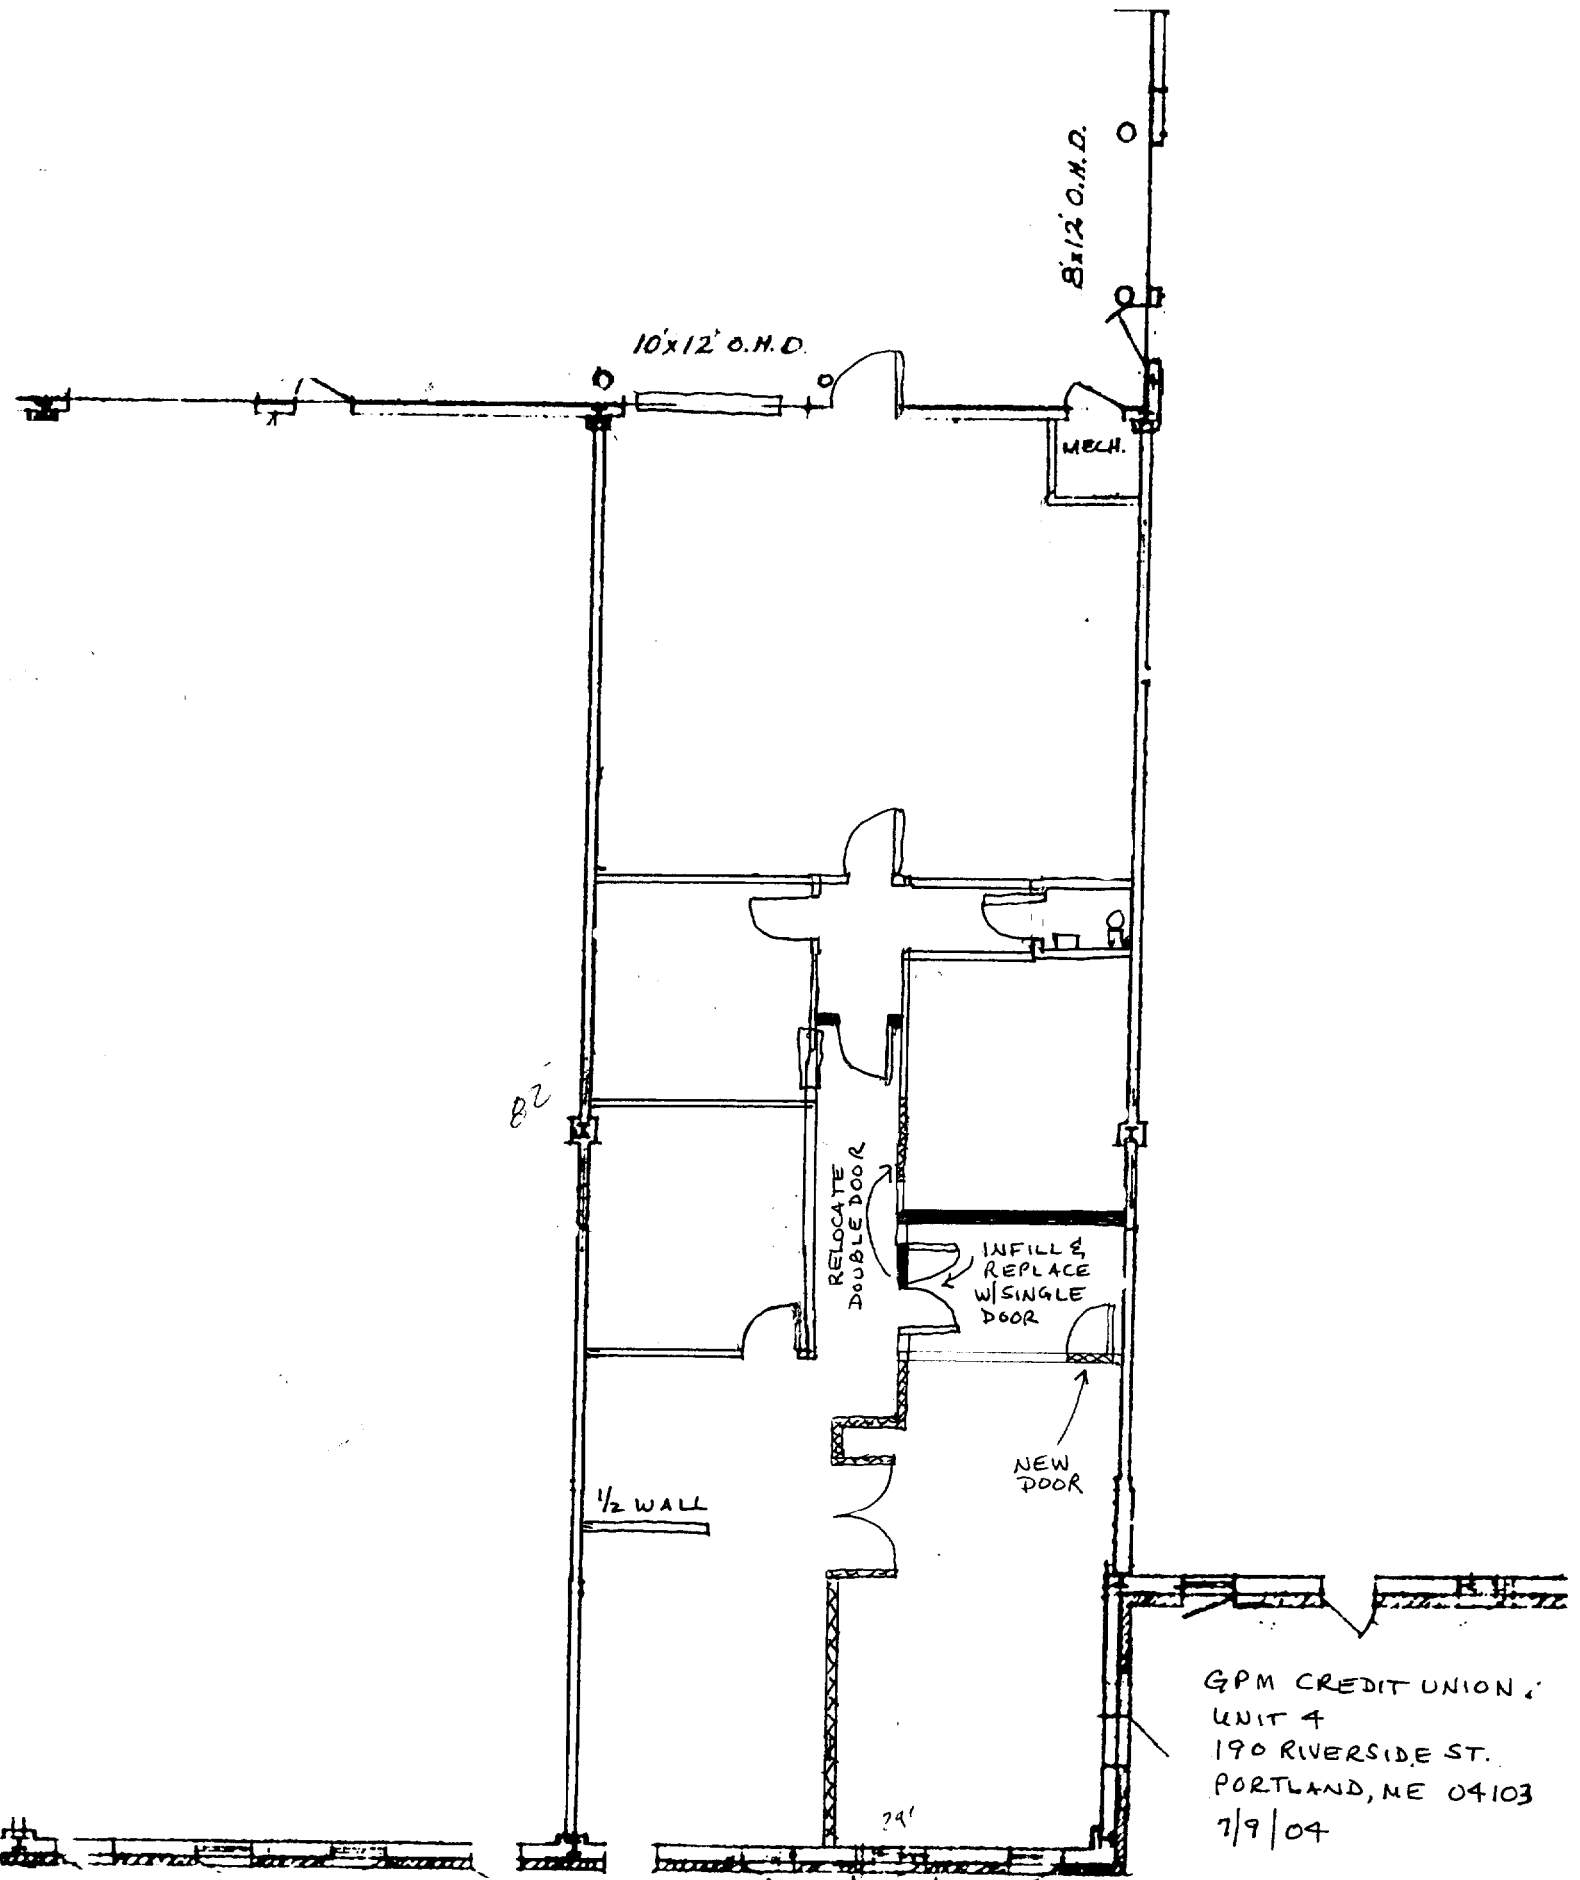 8'x12' O.H.D.
10'x12' O.H.D.
MECH.
82'
RELOCATE
DOUBLE DOOR
INFILL &
REPLACE
W/SINGLE
DOOR
NEW
DOOR
1/2 WALL
GPM CREDIT UNION
UNIT 4
190 RIVERSIDE ST.
PORTLAND, ME 04103
7/9/04